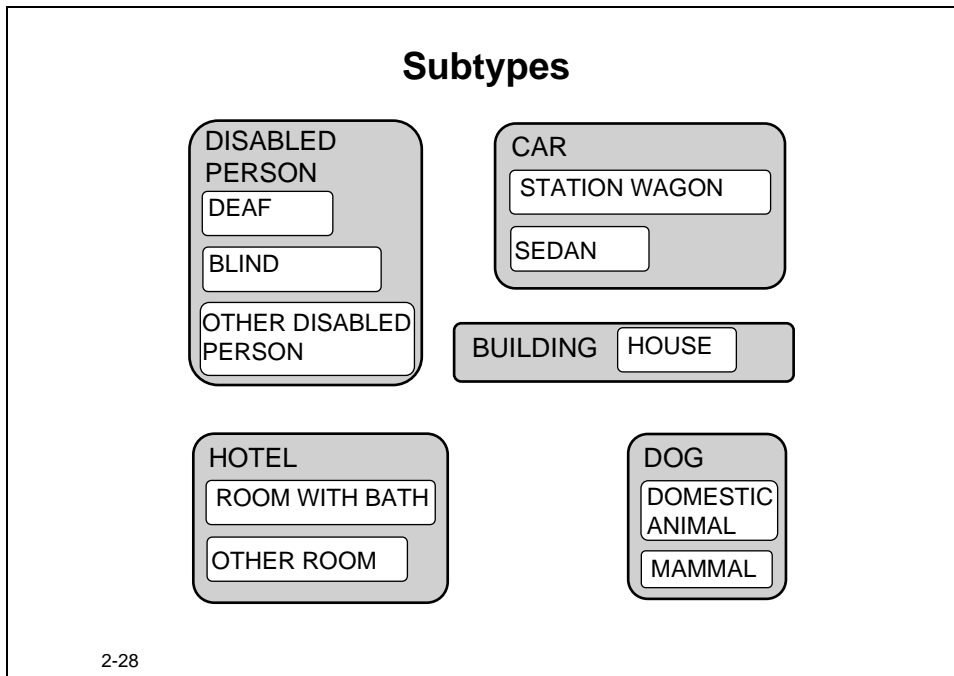 Subtypes
DISABLED
PERSON
DEAF
BLIND
OTHER DISABLED
PERSON
CAR
STATION WAGON
SEDAN
BUILDING
HOUSE
HOTEL
ROOM WITH BATH
OTHER ROOM
DOG
DOMESTIC
ANIMAL
MAMMAL
2-28